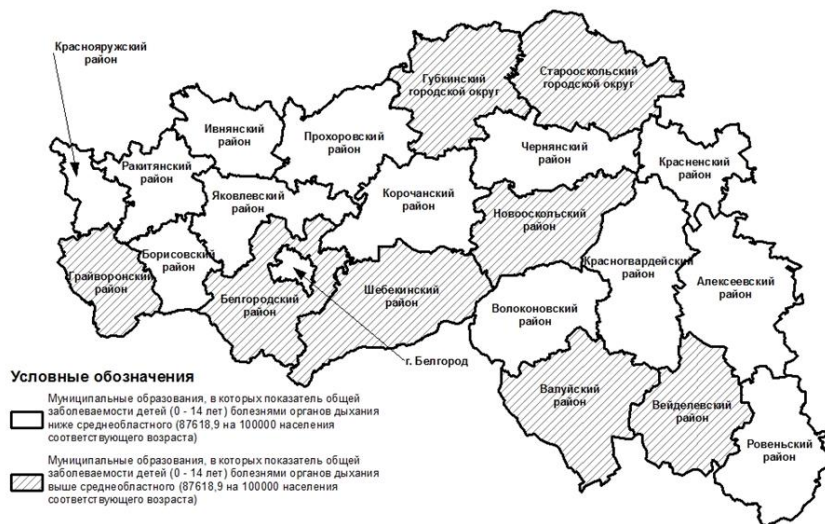 Краснояружский
район
Губкинский
городской округ
Старооскольский
городской округ
Ивнянский
район
Прохоровский
район
Чернянский
район
Красненский
район
Ракитянский
район
Яковлевский
район
Корочанский
район
Новооскольский
район
Грайворонский
район
Борисовский
район
Белгородский
район
Шебекинский
район
Красногвардейский
район
Алексеевский
район
Волоконовский
район
г. Белгород
Валуйский
район
Вейделевский
район
Ровеньский
район
Условные обозначения
Муниципальные образования, в которых показатель общей
заболеваемости детей (0 - 14 лет) болезнями органов дыхания
ниже среднеобластного (87618,9 на 100000 населения
соответствующего возраста)
Муниципальные образования, в которых показатель общей
заболеваемости детей (0 - 14 лет) болезнями органов дыхания
выше среднеобластного (87618,9 на 100000 населения
соответствующего возраста)